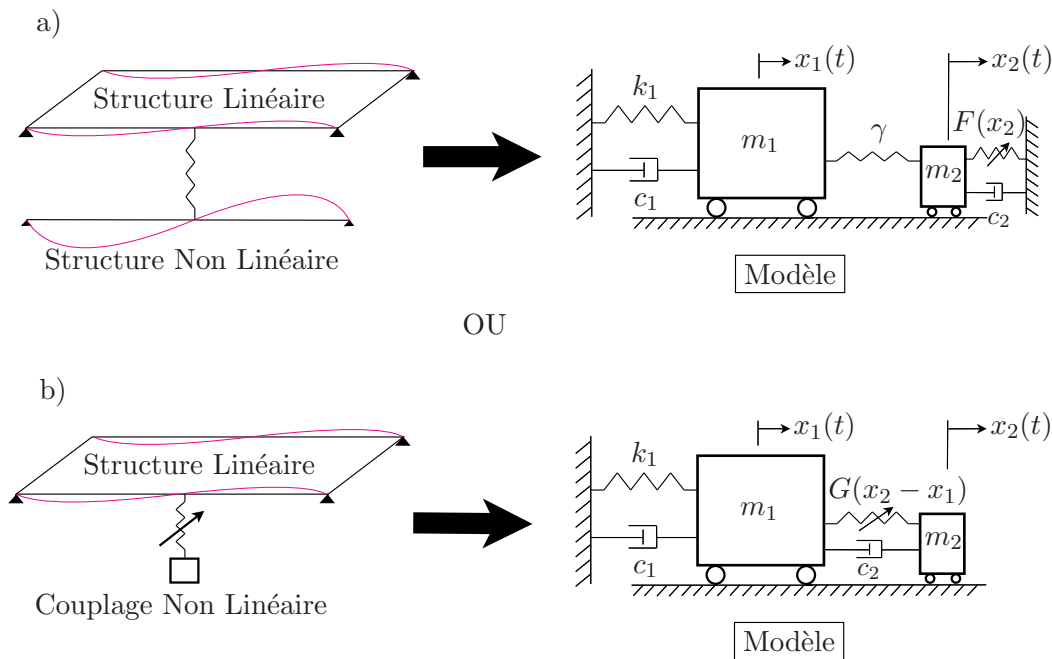 a)
Structure Linéaire
Structure Non Linéaire
k₁
c₁
m₁
x₁(t)
γ
x₂(t)
F(x₂)
m₂
c₂
Modèle
OU
b)
Structure Linéaire
Couplage Non Linéaire
k₁
c₁
m₁
x₁(t)
x₂(t)
G(x₂ − x₁)
m₂
c₂
Modèle